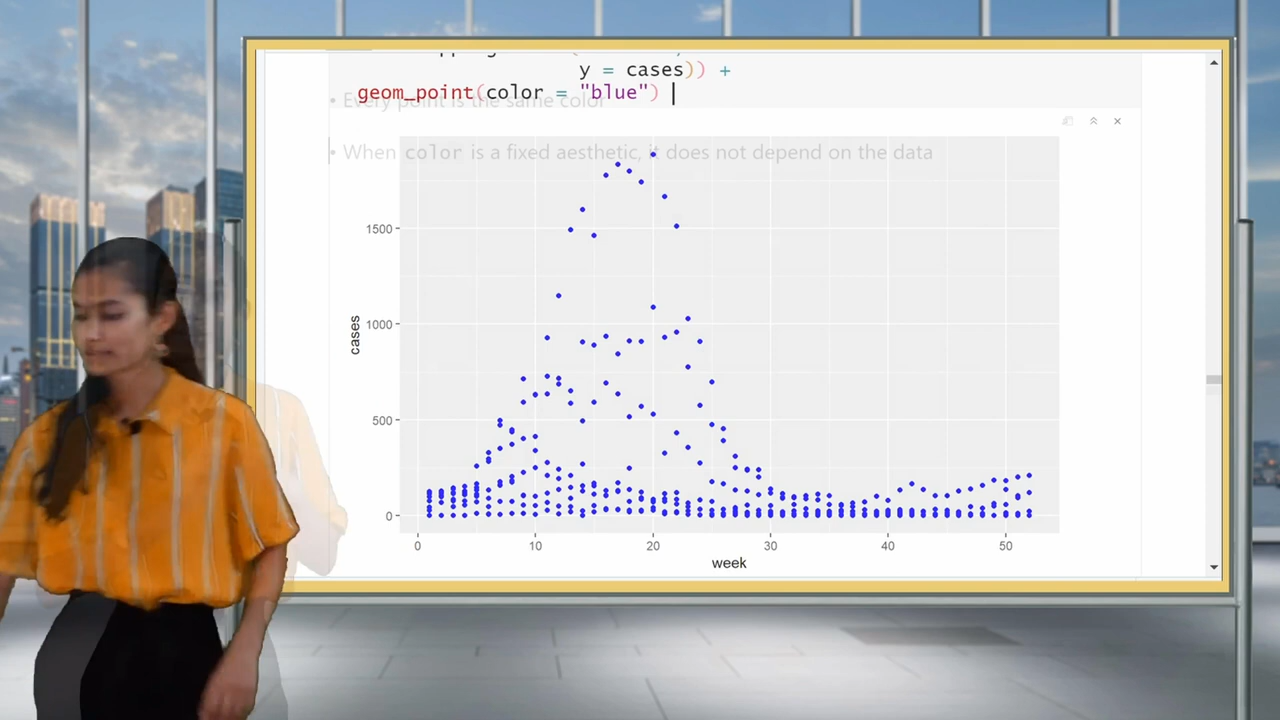 y = cases)) +
geom_point(color = "blue")
• Every point is the same color
• When color is a fixed aesthetic, it does not depend on the data
1500
1000
500
0
cases
0 10 20 30 40 50
week